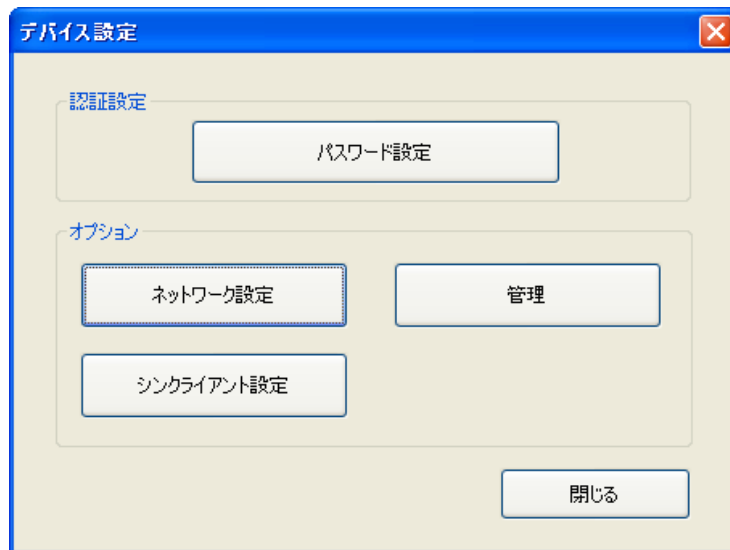 デバイス設定
認証設定
パスワード設定
オプション
ネットワーク設定
管理
シンクライアント設定
閉じる